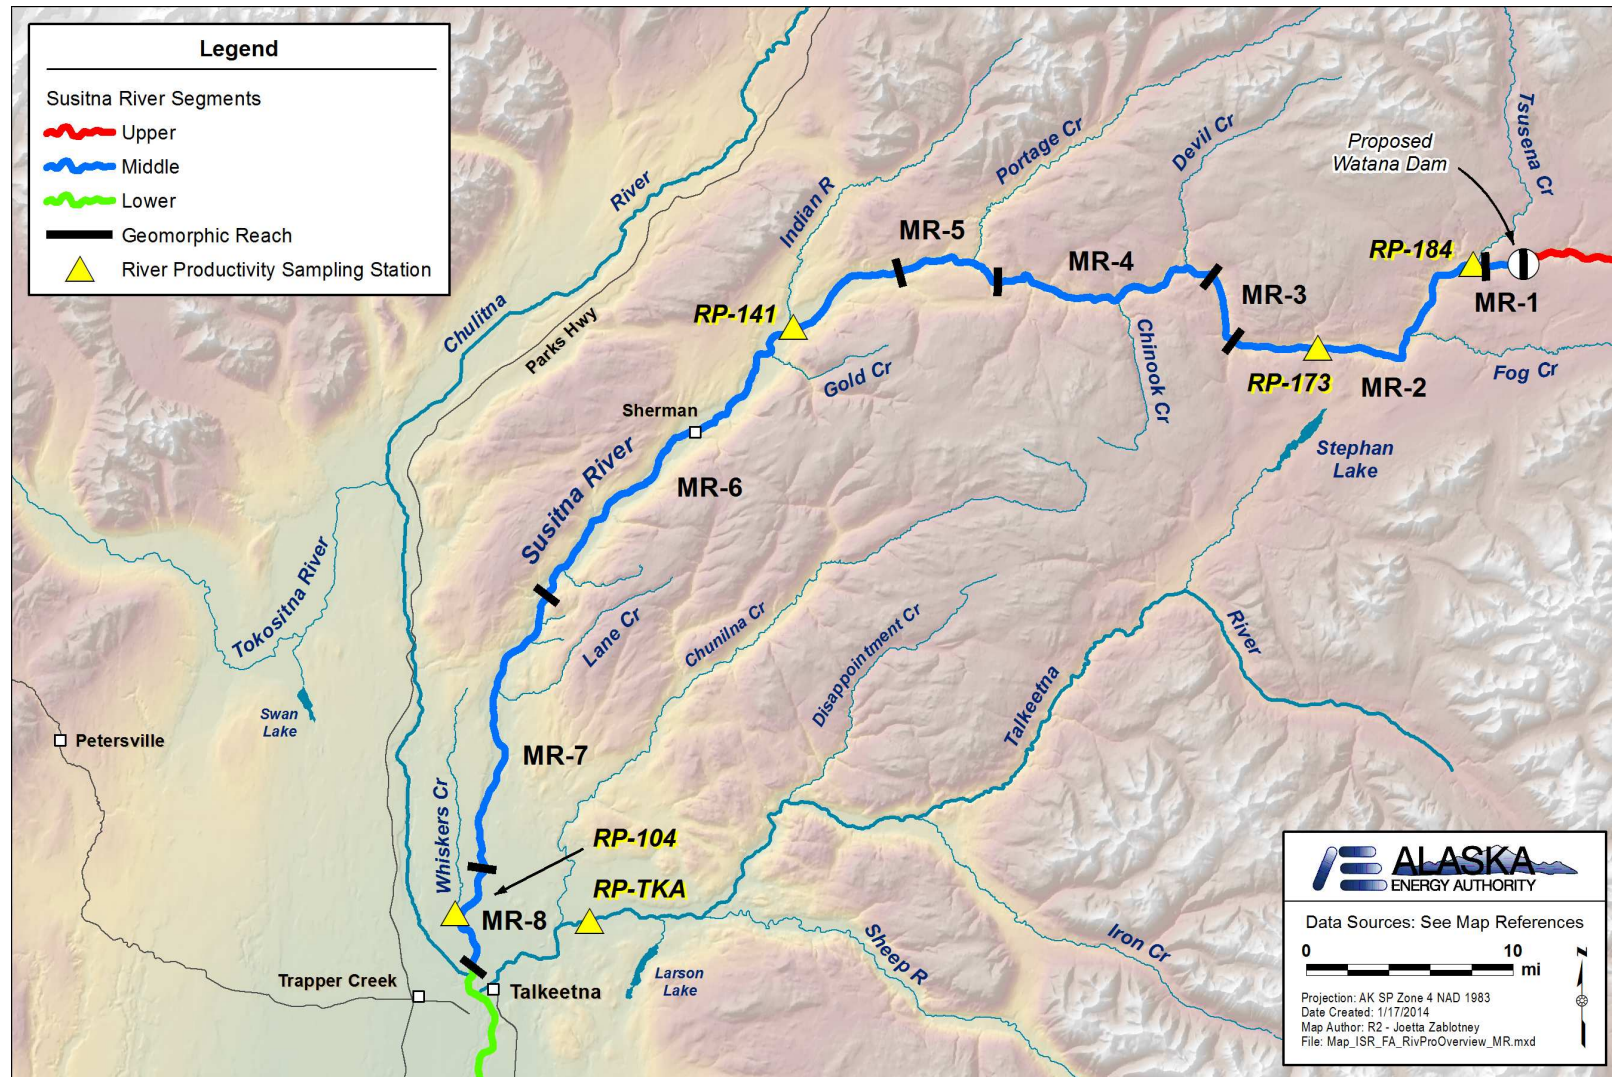 Legend
Susitna River Segments
Upper
Middle
Lower
Geomorphic Reach
River Productivity Sampling Station
Tsusena Cr
Proposed
Watana Dam
Portage Cr
Devil Cr
River
Indian R
MR-5
RP-184
MR-4
MR-3
MR-1
Chulitna
Parks Hwy
RP-141
Chinook Cr
Gold Cr
RP-173
MR-2
Fog Cr
Sherman
Susitna River
MR-6
Stephan
Lake
Tokositna River
Lane Cr
Chunilna Cr
Disappointment Cr
River
Talkeetna
Swan
Lake
Petersville
MR-7
Whiskers Cr
RP-104
RP-TKA
MR-8
Sheep R
Iron Cr
Larson
Lake
Trapper Creek
Talkeetna
ALASKA
ENERGY AUTHORITY
Data Sources: See Map References
0 10
mi
N
Projection: AK SP Zone 4 NAD 1983
Date Created: 1/17/2014
Map Author: R2 - Joetta Zablotney
File: Map_ISR_FA_RivProOverview_MR.mxd